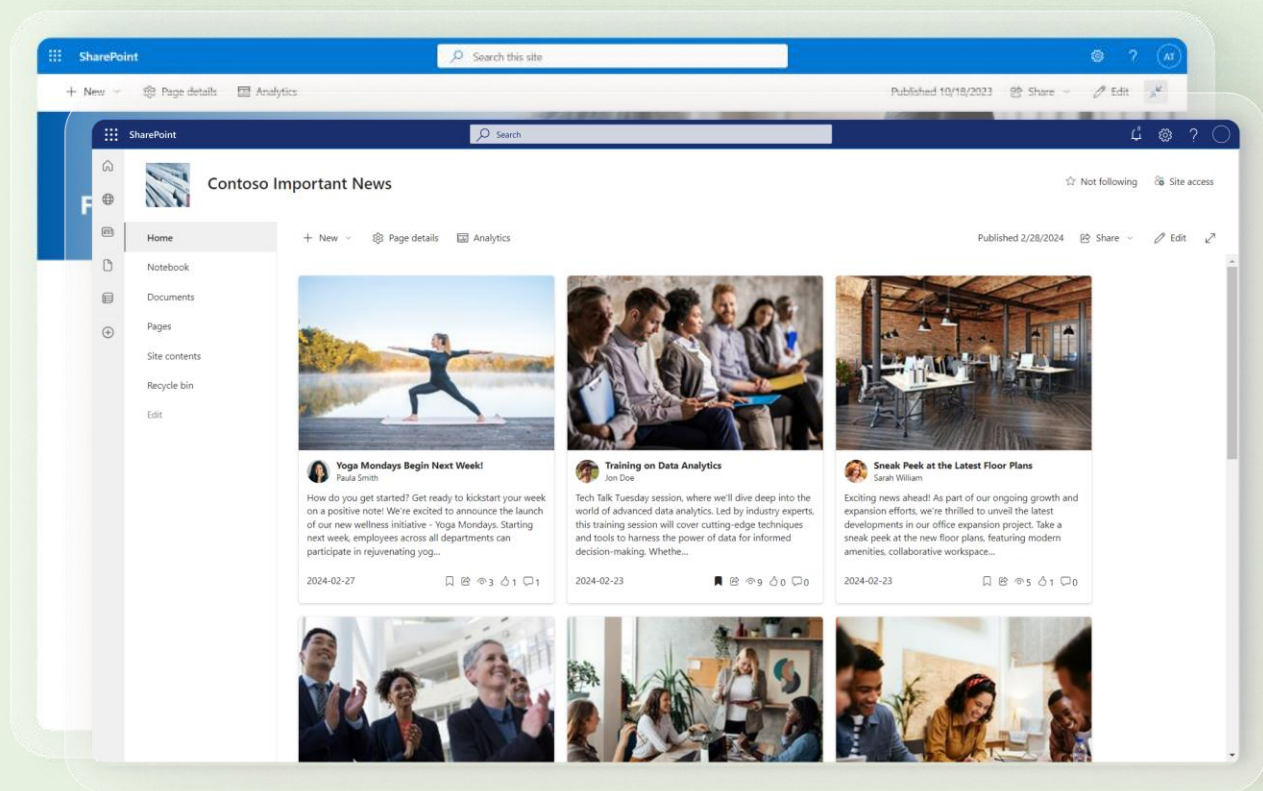 SharePoint
Search this site
?
AT
+ New
Page details
Analytics
Published 10/18/2023
Share
Edit
F
SharePoint
Search
?
Contoso Important News
Not following
Site access
Home
Notebook
Documents
Pages
Site contents
Recycle bin
Edit
+ New
Page details
Analytics
Published 2/28/2024
Share
Edit
Yoga Mondays Begin Next Week!
Paula Smith
How do you get started? Get ready to kickstart your week
on a positive note! We're excited to announce the launch
of our new wellness initiative - Yoga Mondays. Starting
next week, employees across all departments can
participate in rejuvenating yog...
2024-02-27
3 1 1
Training on Data Analytics
Jon Doe
Tech Talk Tuesday session, where we'll dive deep into the
world of advanced data analytics. Led by industry experts,
this training session will cover cutting-edge techniques
and tools to harness the power of data for informed
decision-making. Whethe...
2024-02-23
9 0 0
Sneak Peek at the Latest Floor Plans
Sarah William
Exciting news ahead! As part of our ongoing growth and
expansion efforts, we're thrilled to unveil the latest
developments in our office expansion project. Take a
sneak peek at the new floor plans, featuring modern
amenities, collaborative workspace...
2024-02-23
5 1 0